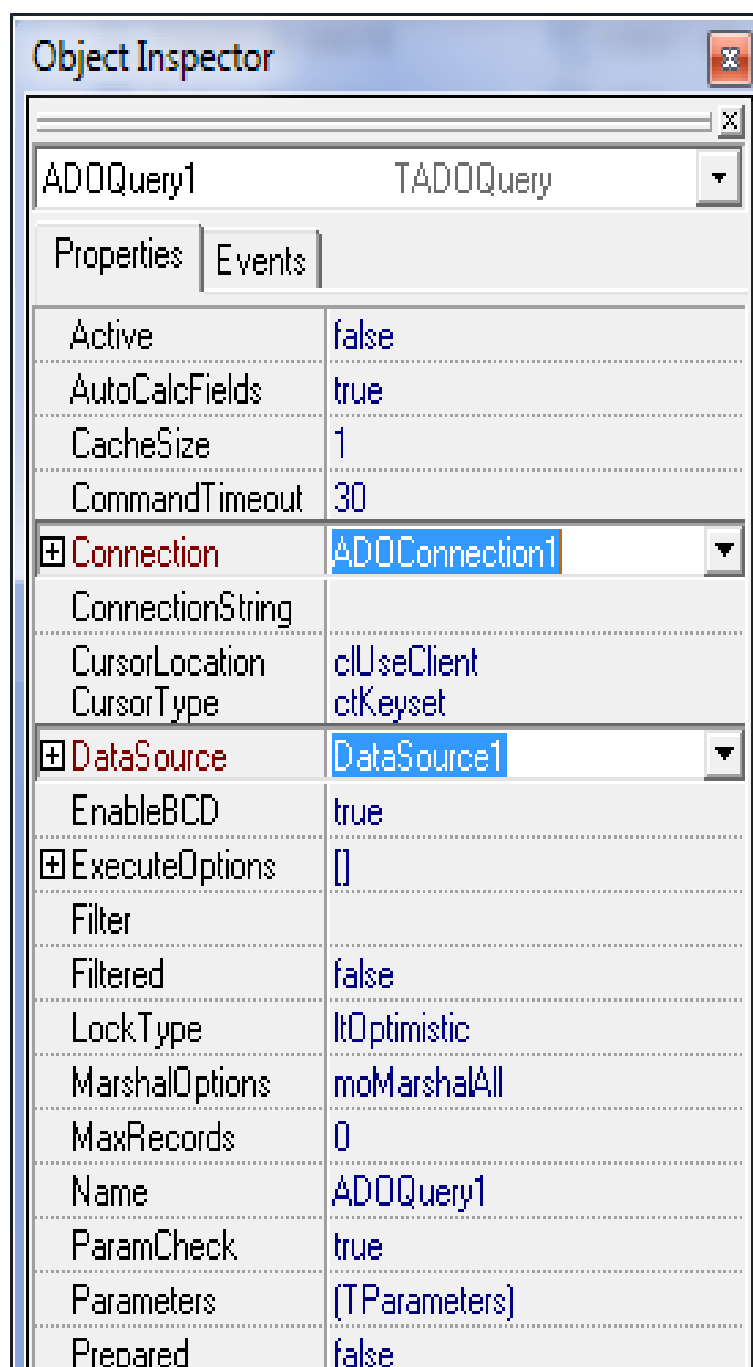 Object Inspector
ADOQuery1 TADOQuery
Properties Events
Active false
AutoCalcFields true
CacheSize 1
CommandTimeout 30
Connection ADOConnection1
ConnectionString
CursorLocation clUseClient
CursorType ctKeyset
DataSource DataSource1
EnableBCD true
ExecuteOptions []
Filter
Filtered false
LockType ltOptimistic
MarshalOptions moMarshalAll
MaxRecords 0
Name ADOQuery1
ParamCheck true
Parameters (TParameters)
Prepared false